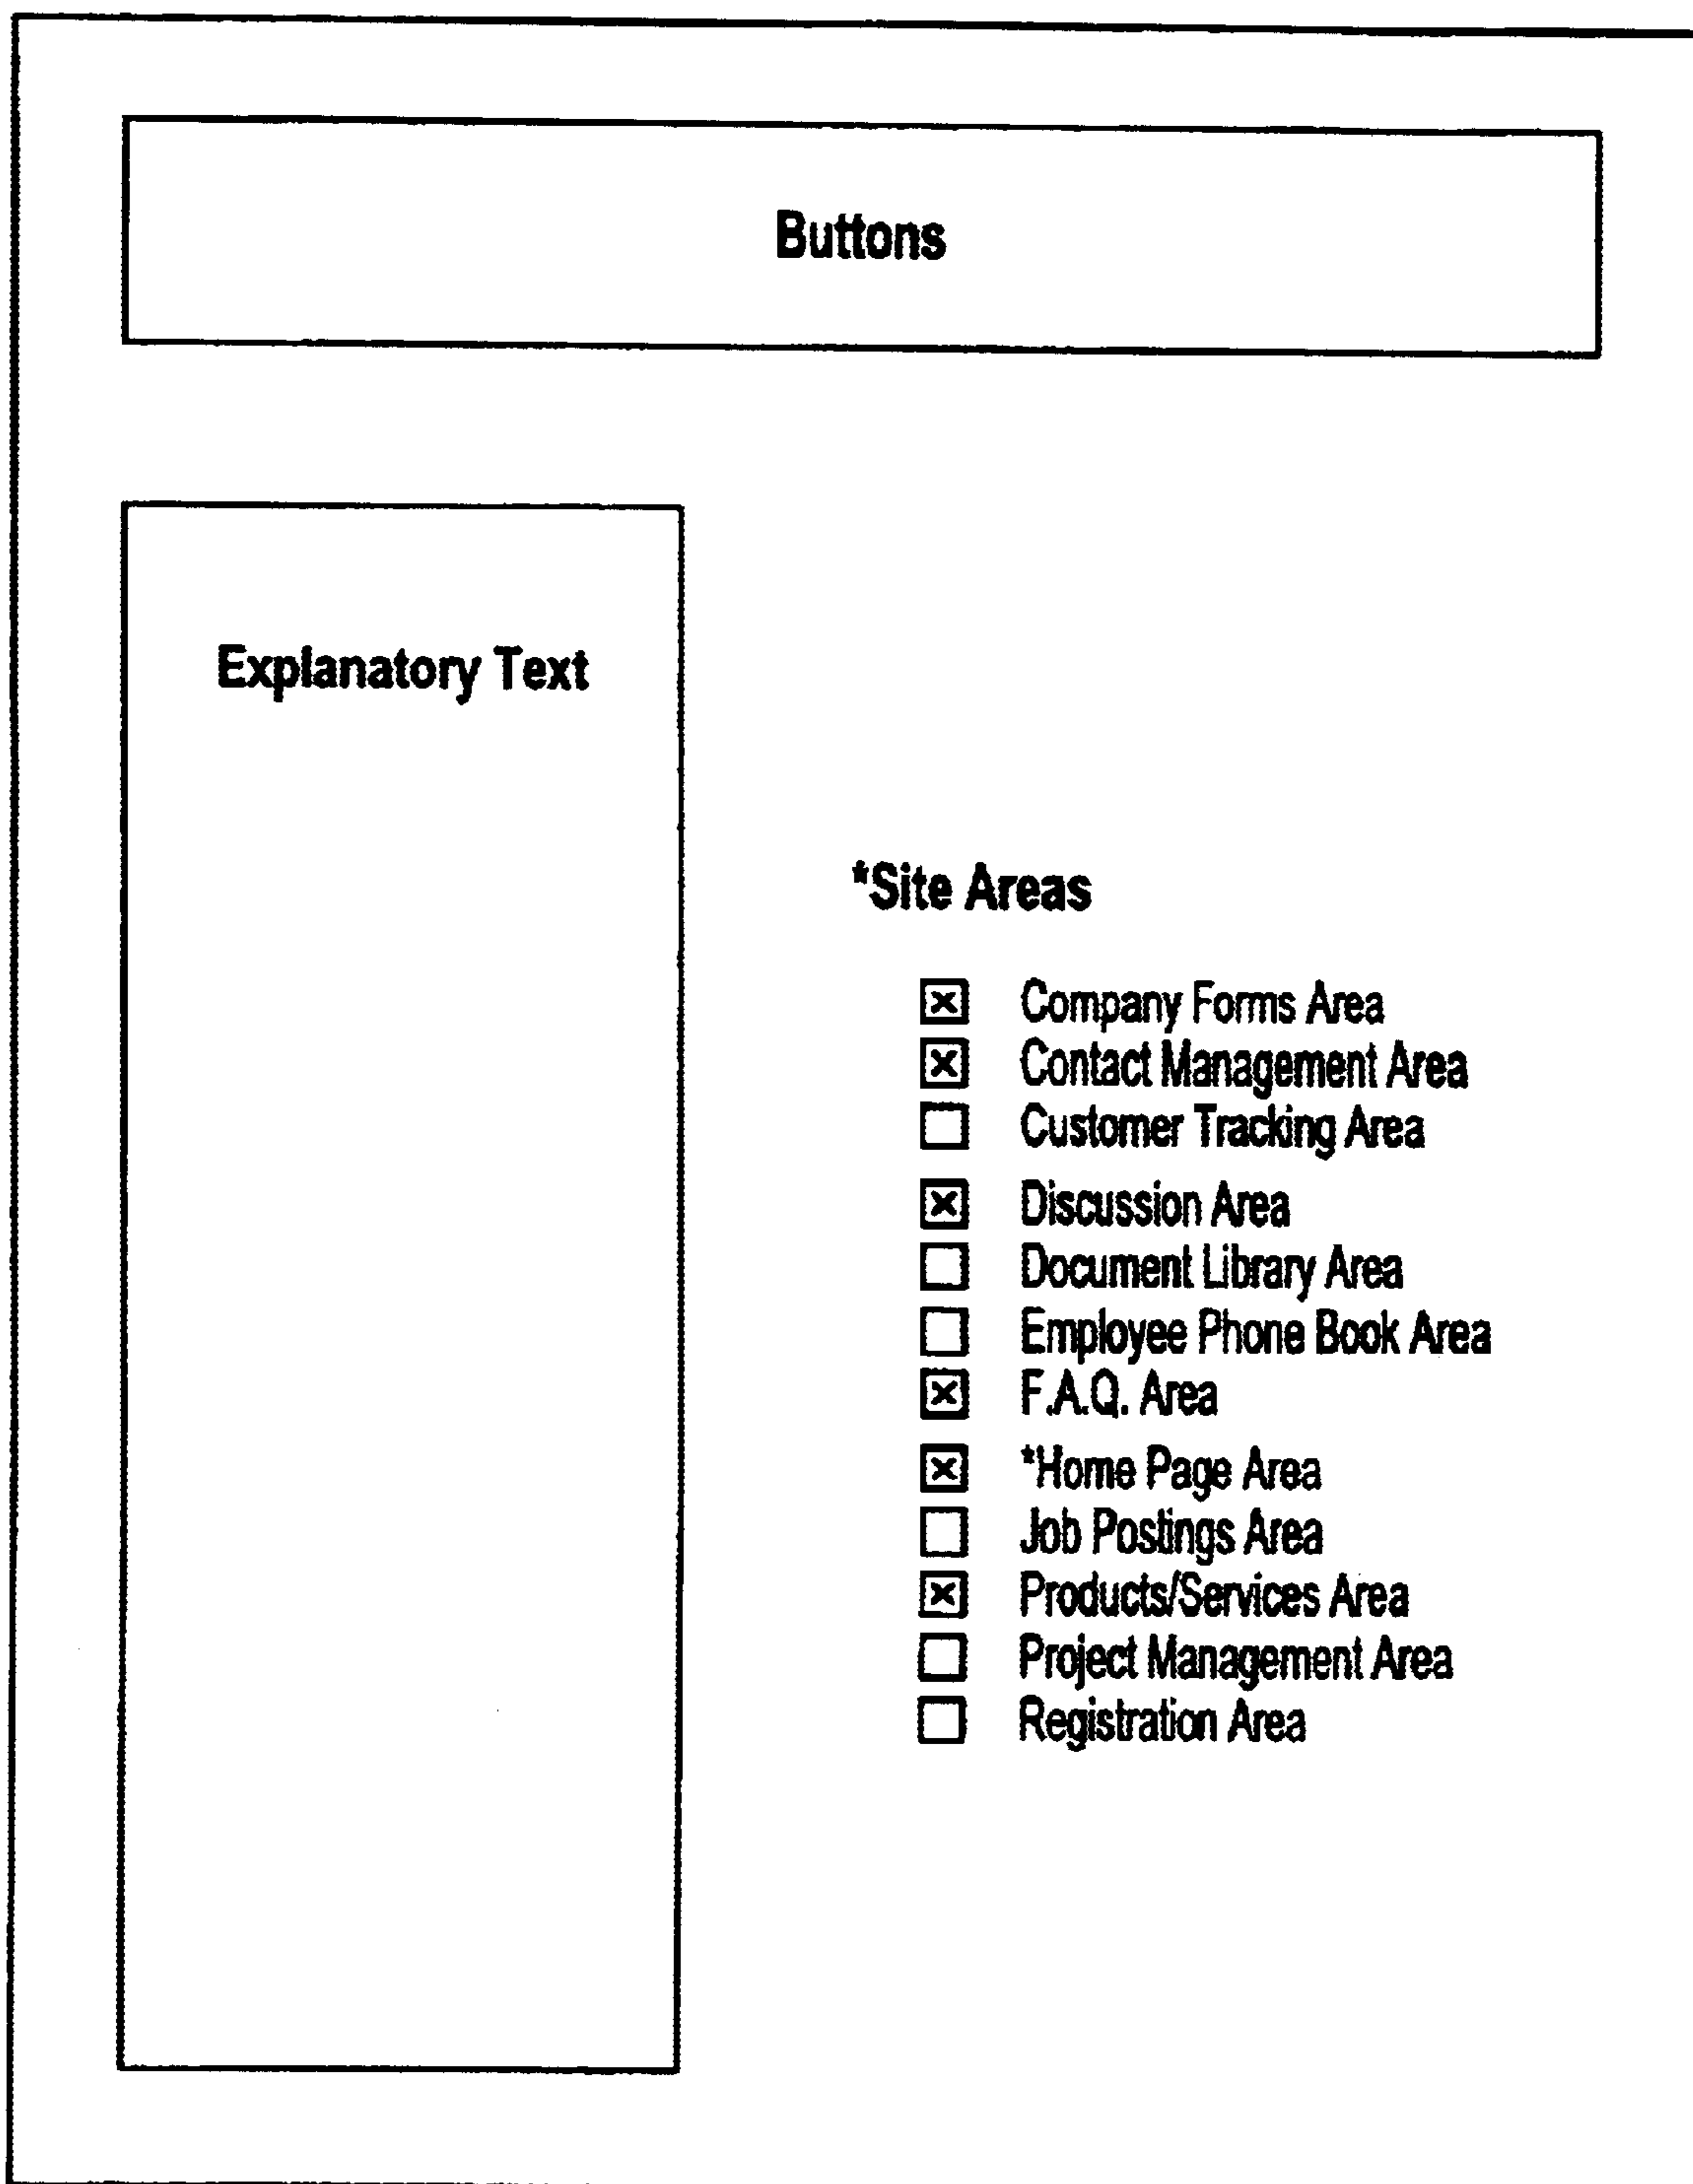 Buttons
Explanatory Text
*Site Areas
Company Forms Area
Contact Management Area
Customer Tracking Area
Discussion Area
Document Library Area
Employee Phone Book Area
F.A.Q. Area
*Home Page Area
Job Postings Area
Products/Services Area
Project Management Area
Registration Area